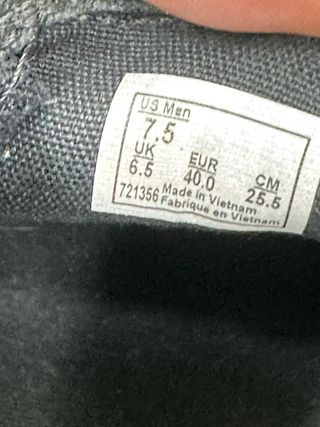 US Men
7.5
UK EUR CM
6.5 40.0 25.5
721356 Made in Vietnam
Fabrique en Vietnam